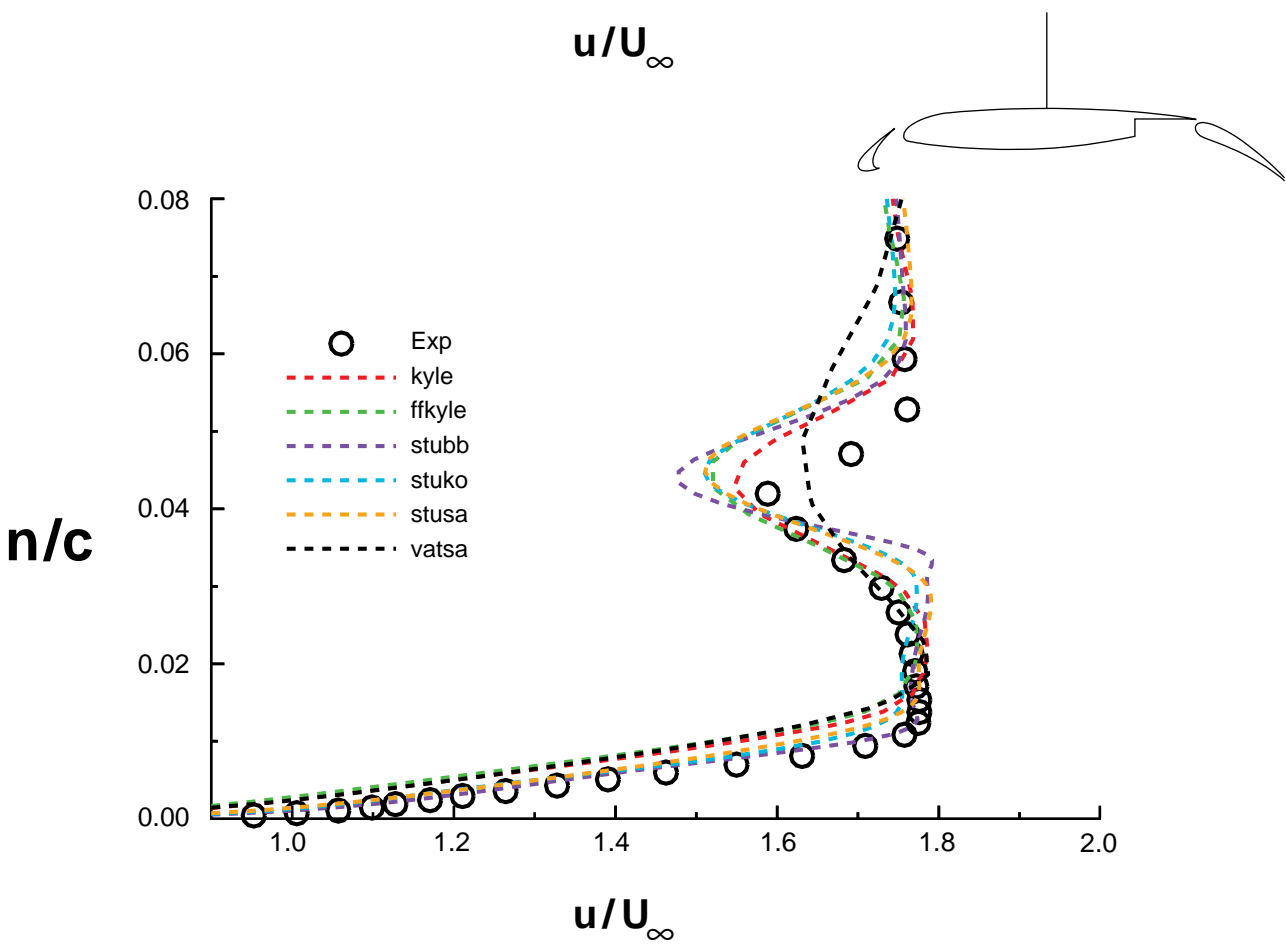 u/U∞
0.08
0.06
0.04
0.02
0.00
n/c
Exp
kyle
ffkyle
stubb
stuko
stusa
vatsa
1.0 1.2 1.4 1.6 1.8 2.0
u/U∞